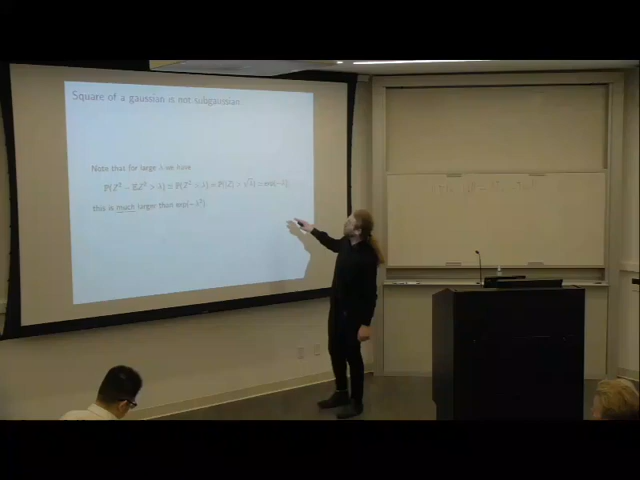 Square of a gaussian is not subgaussian
Note that for large λ we have
P(Z² − EZ² > λ) ≈ P(Z² > λ) = P(|Z| > √λ) ≈ exp(−λ),
this is much larger than exp(−λ²).